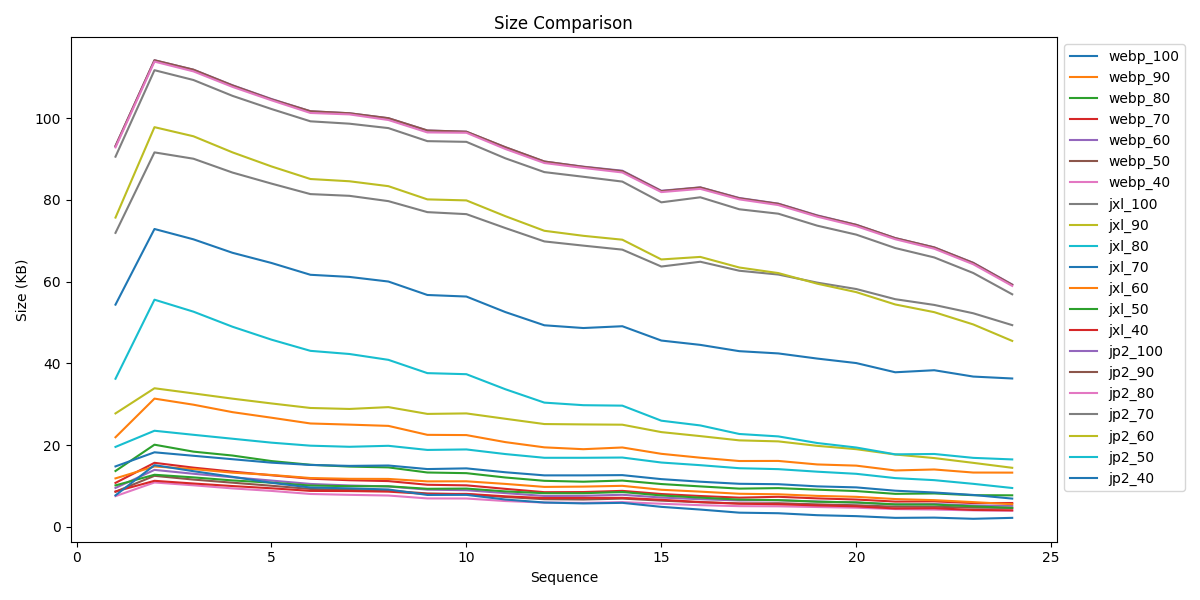 Size Comparison
Size (KB)
100
80
60
40
20
0
0
5
10
15
20
25
Sequence
webp_100
webp_90
webp_80
webp_70
webp_60
webp_50
webp_40
jxl_100
jxl_90
jxl_80
jxl_70
jxl_60
jxl_50
jxl_40
jp2_100
jp2_90
jp2_80
jp2_70
jp2_60
jp2_50
jp2_40